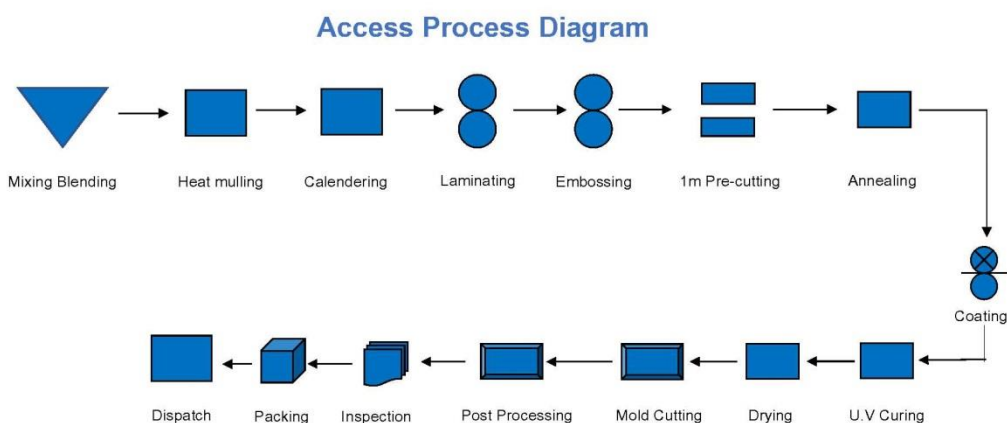 Access Process Diagram
Mixing Blending
Heat mulling
Calendering
Laminating
Embossing
1m Pre-cutting
Annealing
Coating
U.V Curing
Drying
Mold Cutting
Post Processing
Inspection
Packing
Dispatch